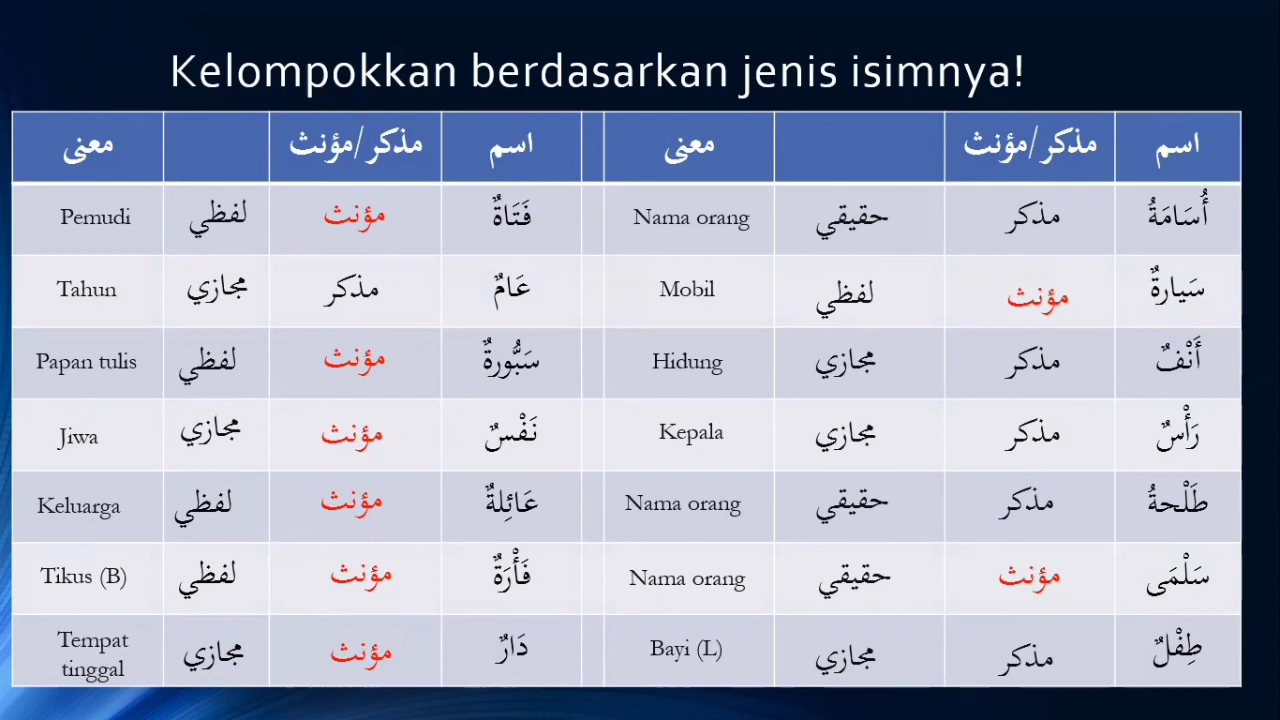 Kelompokkan berdasarkan jenis isimnya!
اسم مذكر/مؤنث معنى اسم مذكر/مؤنث معنى
أُسَامَةُ مذكر حقيقي Nama orang فَتَاةٌ مؤنث لفظي Pemudi
سَيارةٌ مؤنث لفظي Mobil عَامٌ مذكر مجازي Tahun
أَنْفٌ مذكر مجازي Hidung سَبُّورةٌ مؤنث لفظي Papan tulis
رَأْسٌ مذكر مجازي Kepala نَفْسٌ مؤنث مجازي Jiwa
طَلْحةُ مذكر حقيقي Nama orang عَائِلةٌ مؤنث لفظي Keluarga
سَلْمَى مؤنث حقيقي Nama orang فَأْرَةٌ مؤنث لفظي Tikus (B)
طِفْلٌ مذكر مجازي Bayi (L) دَارٌ مؤنث مجازي Tempat
tinggal